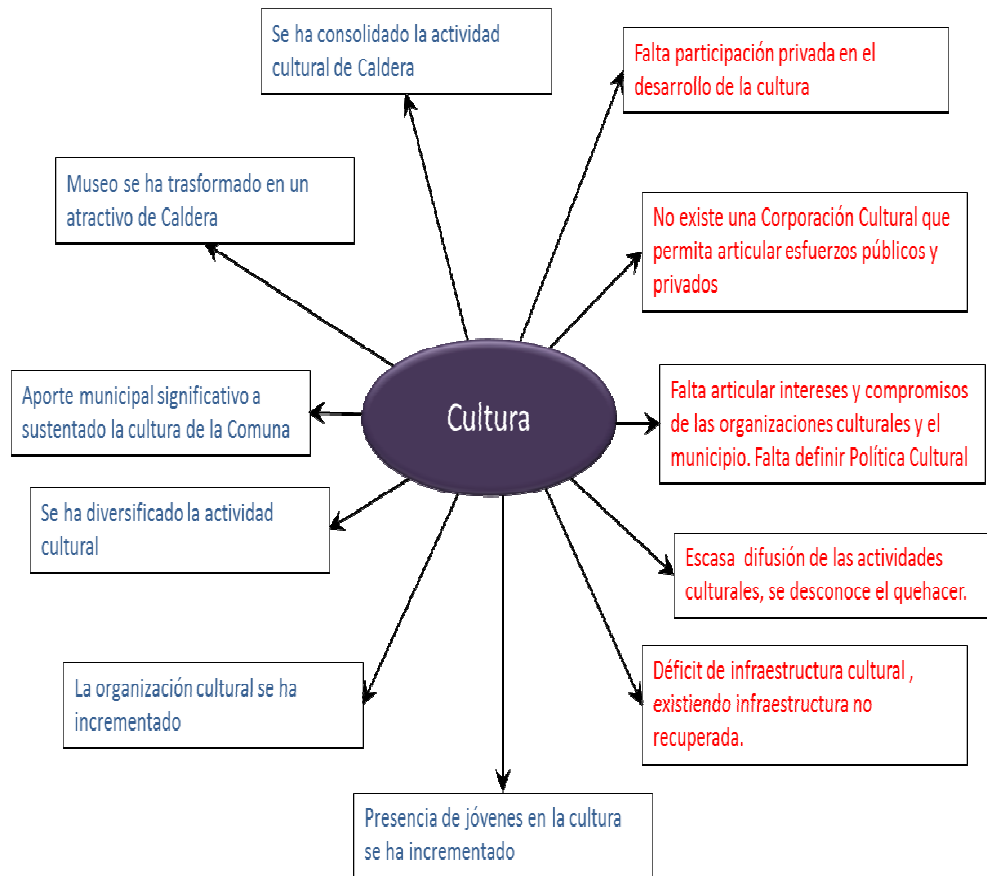 Se ha consolidado la actividad
cultural de Caldera
Falta participación privada en el
desarrollo de la cultura
Museo se ha trasformado en un
atractivo de Caldera
No existe una Corporación Cultural que
permita articular esfuerzos públicos y
privados
Aporte municipal significativo a
sustentado la cultura de la Comuna
Cultura
Falta articular intereses y compromisos
de las organizaciones culturales y el
municipio. Falta definir Política Cultural
Se ha diversificado la actividad
cultural
Escasa difusión de las actividades
culturales, se desconoce el quehacer.
La organización cultural se ha
incrementado
Déficit de infraestructura cultural ,
existiendo infraestructura no
recuperada.
Presencia de jóvenes en la cultura
se ha incrementado